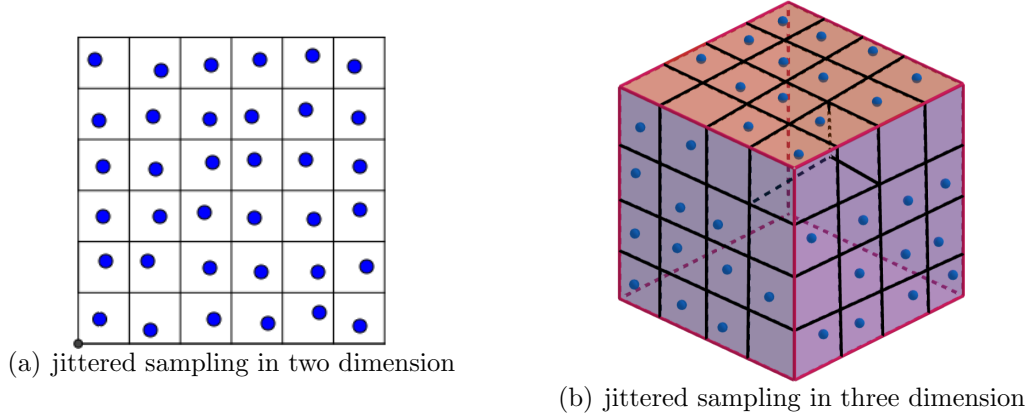 (a) jittered sampling in two dimension
(b) jittered sampling in three dimension